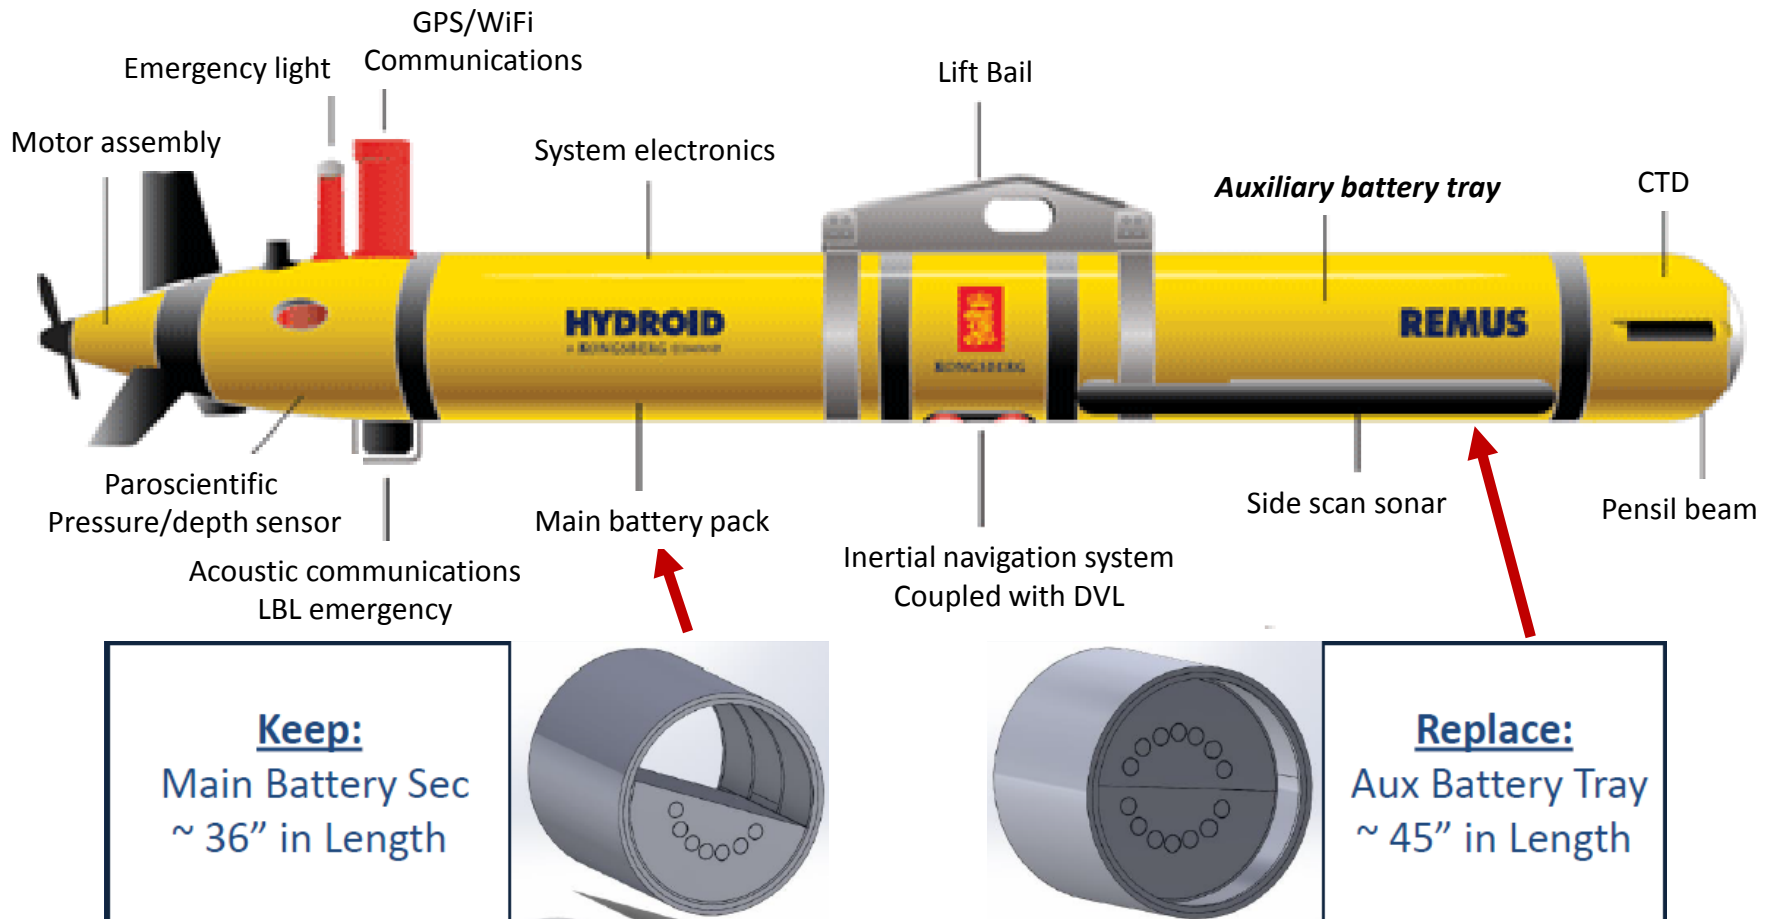 GPS/WiFi
Communications
Emergency light
Lift Bail
Motor assembly
System electronics
Auxiliary battery tray
CTD
HYDROID
A KONGSBERG COMPANY
REMUS
KONGSBERG
Paroscientific
Pressure/depth sensor
Main battery pack
Side scan sonar
Pensil beam
Acoustic communications
LBL emergency
Inertial navigation system
Coupled with DVL
Keep:
Main Battery Sec
~ 36” in Length
Replace:
Aux Battery Tray
~ 45” in Length